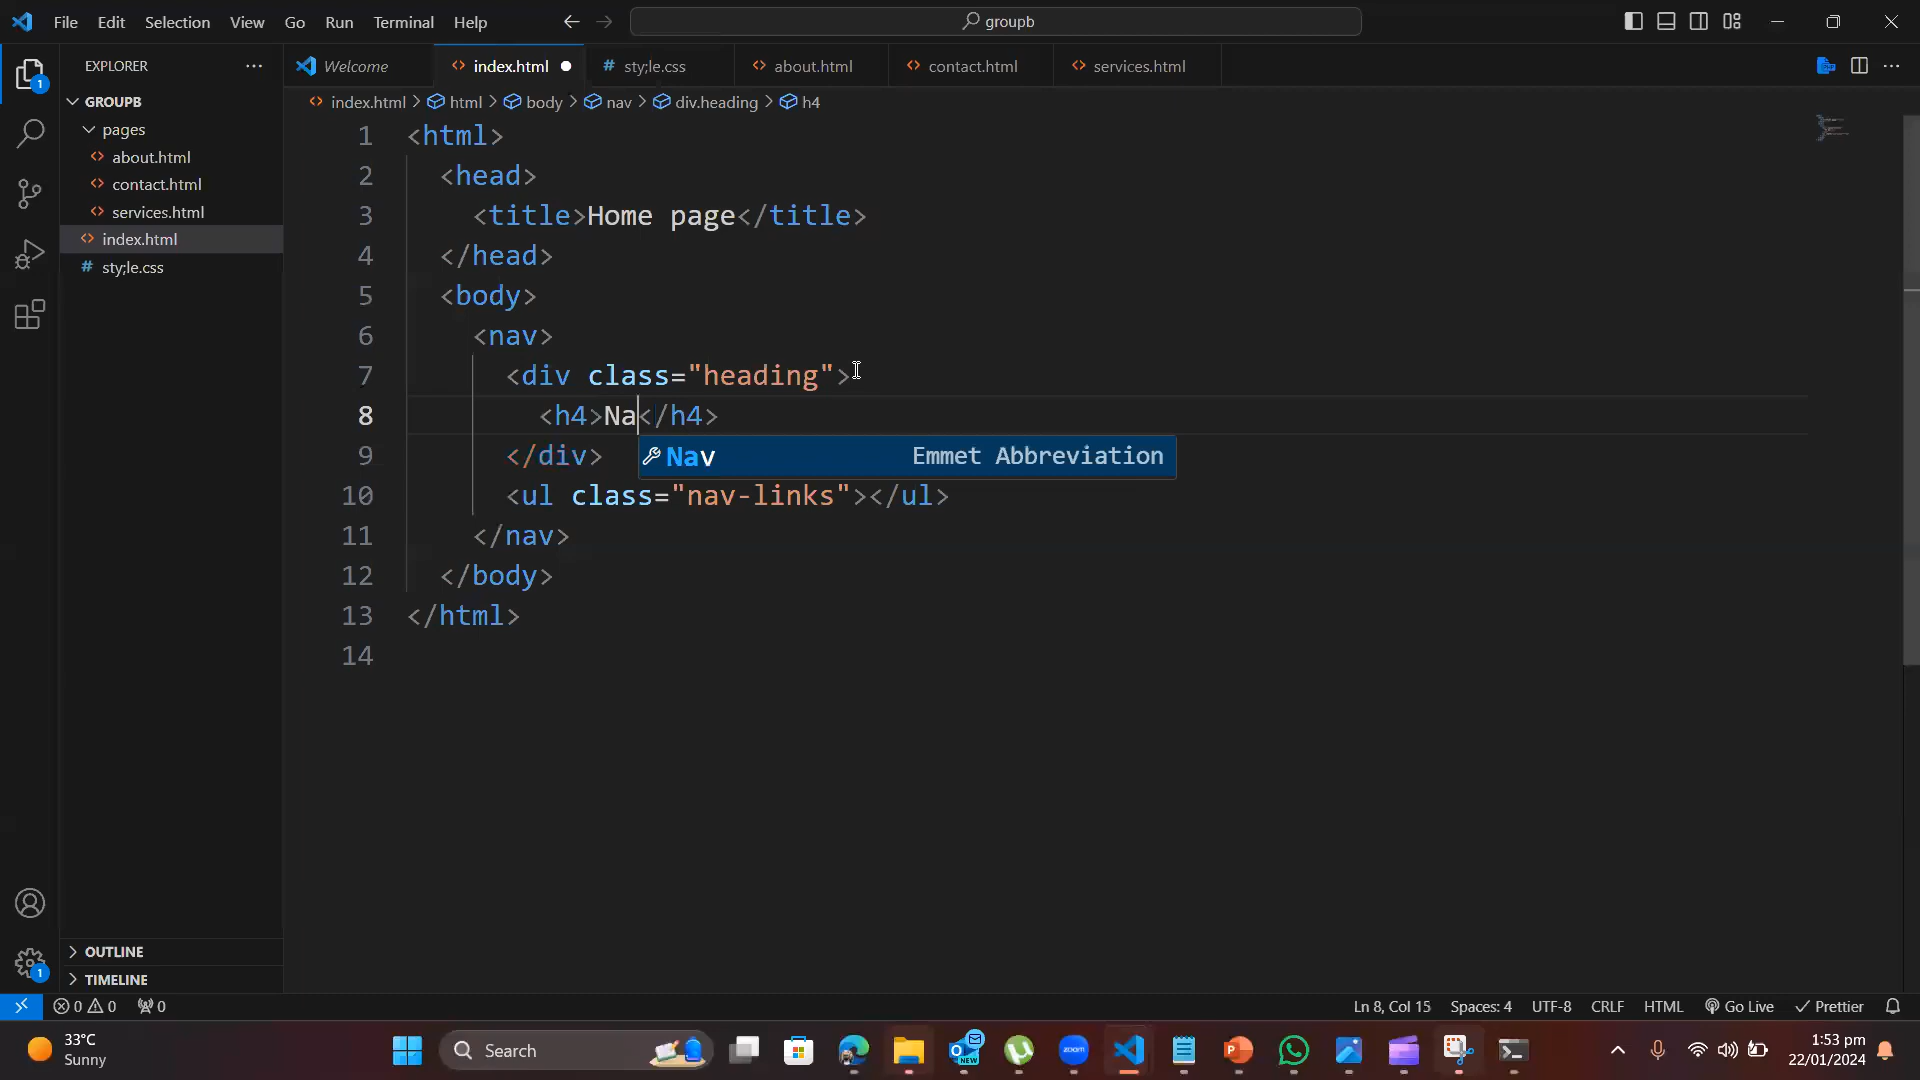 File Edit Selection View Go Run Terminal Help
groupb
EXPLORER
Welcome
index.html
sty;le.css
about.html
contact.html
services.html
index.html > html > body > nav > div.heading > h4
GROUPB
pages
about.html
contact.html
services.html
index.html
sty;le.css
OUTLINE
TIMELINE
1 <html>
2 <head>
3 <title>Home page</title>
4 </head>
5 <body>
6 <nav>
7 <div class="heading">
8 <h4>Na</h4>
Nav Emmet Abbreviation
9 </div>
10 <ul class="nav-links"></ul>
11 </nav>
12 </body>
13 </html>
14
1
1
0 0 0
Ln 8, Col 15 Spaces: 4 UTF-8 CRLF HTML Go Live Prettier
33°C
Sunny
Search
NEW
zoom
1:53 pm
22/01/2024